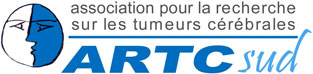 association pour la recherche
sur les tumeurs cérébrales
ARTC sud